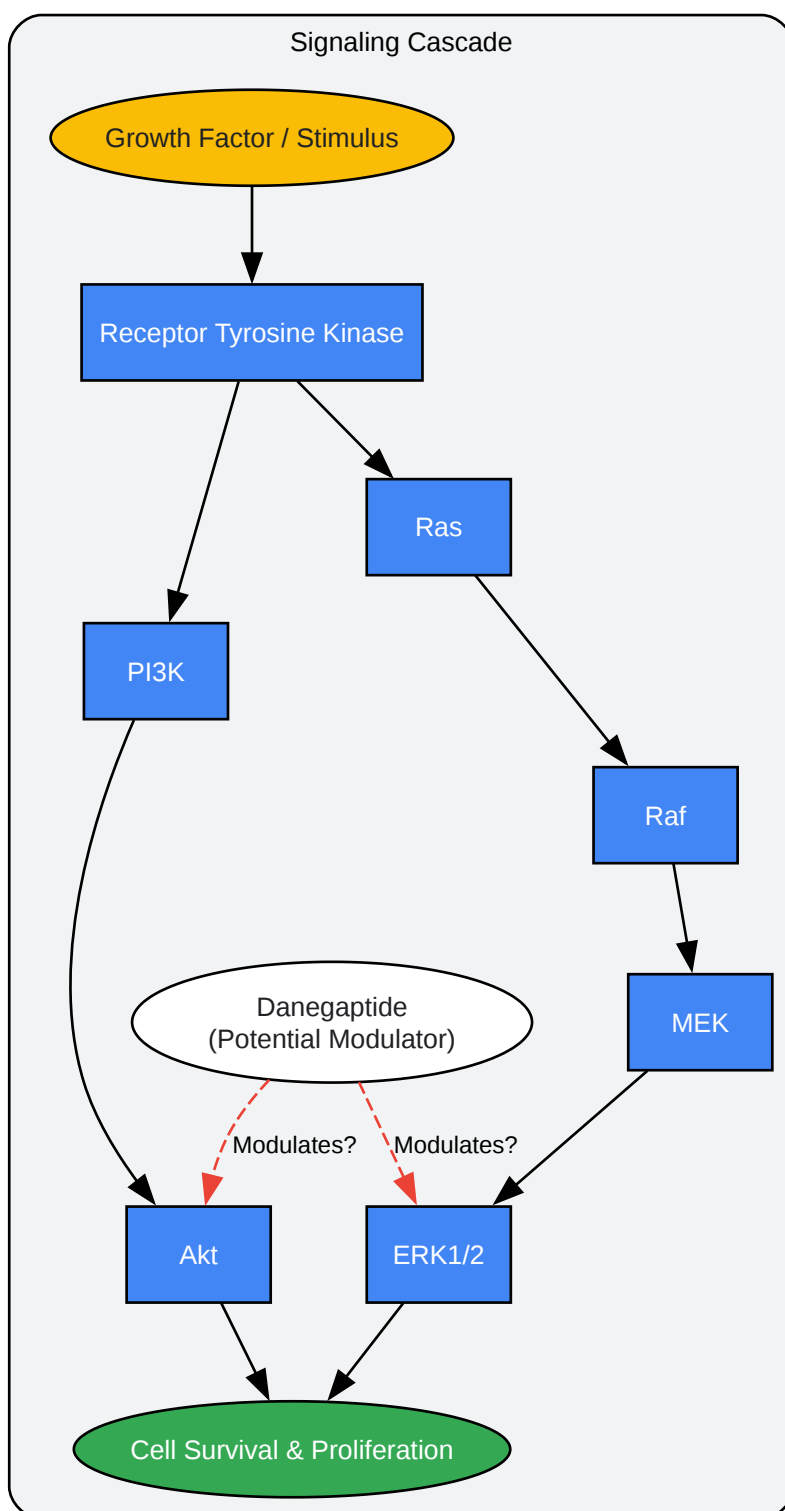 Signaling Cascade
Growth Factor / Stimulus
Receptor Tyrosine Kinase
Ras
PI3K
Raf
Danegaptide
(Potential Modulator)
MEK
Modulates?
Modulates?
Akt
ERK1/2
Cell Survival & Proliferation